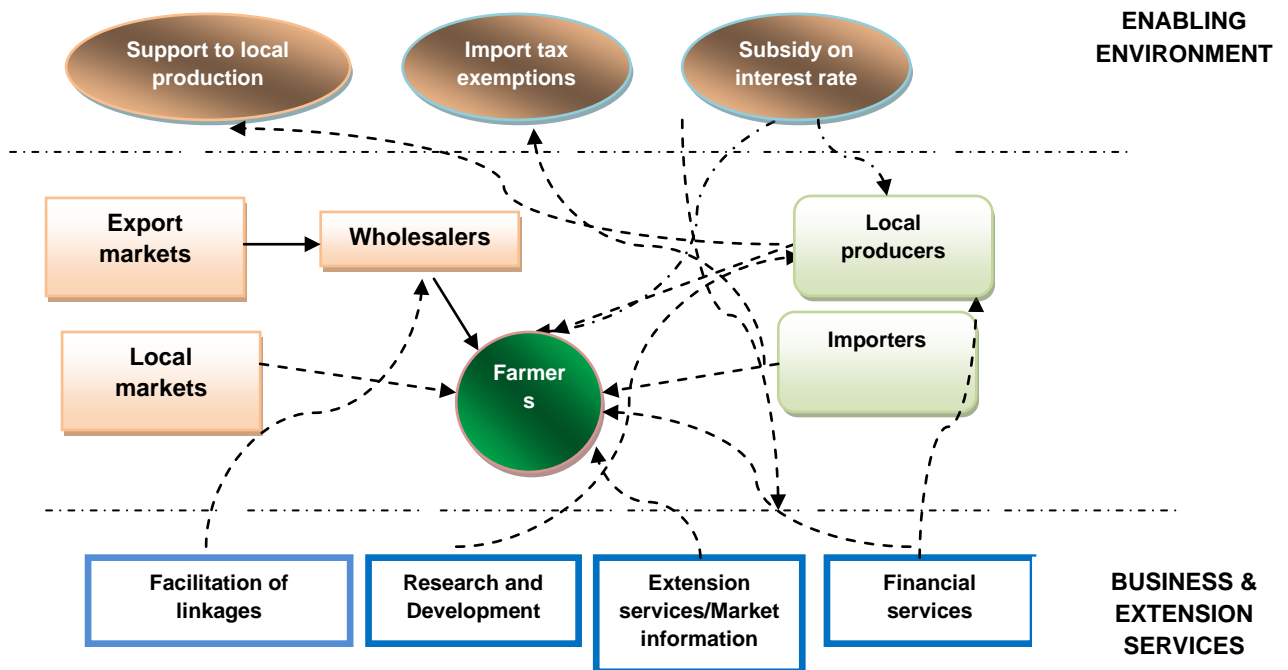 ENABLING
ENVIRONMENT
Support to local
production
Import tax
exemptions
Subsidy on
interest rate
Export
markets
Wholesalers
Local
producers
Local
markets
Farmer
s
Importers
Facilitation of
linkages
Research and
Development
Extension
services/Market
information
Financial
services
BUSINESS &
EXTENSION
SERVICES